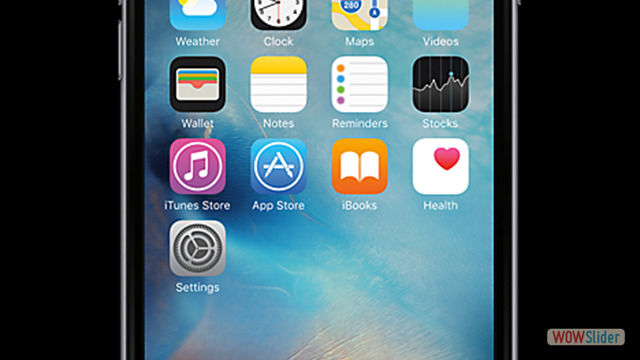 Weather Clock Maps Videos
Wallet Notes Reminders Stocks
iTunes Store App Store iBooks Health
Settings
280
WOWSlider